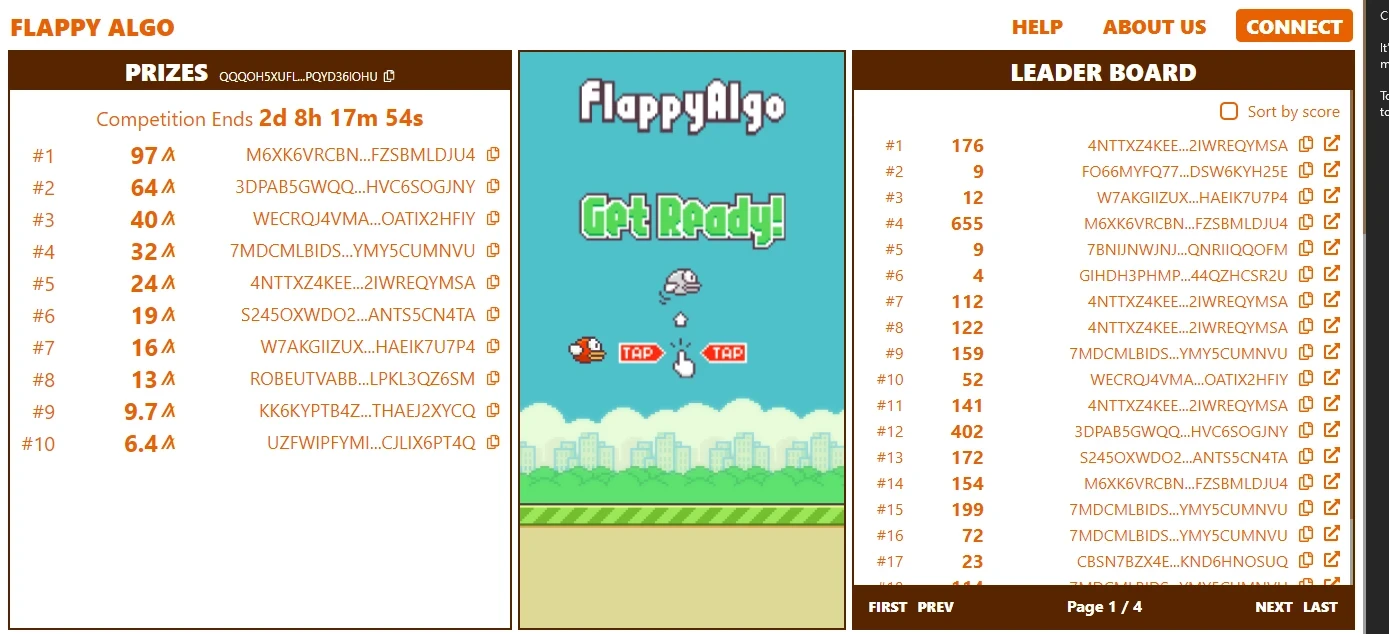 FLAPPY ALGO
HELP ABOUT US CONNECT
PRIZES QQQOH5XUFL...PQYD36IOHU
Competition Ends 2d 8h 17m 54s
#1 97 M6XK6VRCBN...FZSBMLDJU4
#2 64 3DPAB5GWQQ...HVC6SOGJNY
#3 40 WECRQJ4VMA...OATIX2HFIY
#4 32 7MDCMLBIDS...YMY5CUMNVU
#5 24 4NTTXZ4KEE...2IWREQYMSA
#6 19 S245OXWDO2...ANTS5CN4TA
#7 16 W7AKGIIZUX...HAEIK7U7P4
#8 13 ROBEUTVABB...LPKL3QZ6SM
#9 9.7 KK6KYPTB4Z...THAEJ2XYCQ
#10 6.4 UZFWIPFYMI...CJLIX6PT4Q
FlappyAlgo
Get Ready!
TAP TAP
LEADER BOARD
Sort by score
#1 176 4NTTXZ4KEE...2IWREQYMSA
#2 9 FO66MYFQ77...DSW6KYH25E
#3 12 W7AKGIIZUX...HAEIK7U7P4
#4 655 M6XK6VRCBN...FZSBMLDJU4
#5 9 7BNIJNWJNJ...QNRIIQQOFM
#6 4 GIHDH3PHMP...44QZHCSR2U
#7 112 4NTTXZ4KEE...2IWREQYMSA
#8 122 4NTTXZ4KEE...2IWREQYMSA
#9 159 7MDCMLBIDS...YMY5CUMNVU
#10 52 WECRQJ4VMA...OATIX2HFIY
#11 141 4NTTXZ4KEE...2IWREQYMSA
#12 402 3DPAB5GWQQ...HVC6SOGJNY
#13 172 S245OXWDO2...ANTS5CN4TA
#14 154 M6XK6VRCBN...FZSBMLDJU4
#15 199 7MDCMLBIDS...YMY5CUMNVU
#16 72 7MDCMLBIDS...YMY5CUMNVU
#17 23 CBSN7BZX4E...KND6HNOSUQ
FIRST PREV Page 1 / 4 NEXT LAST